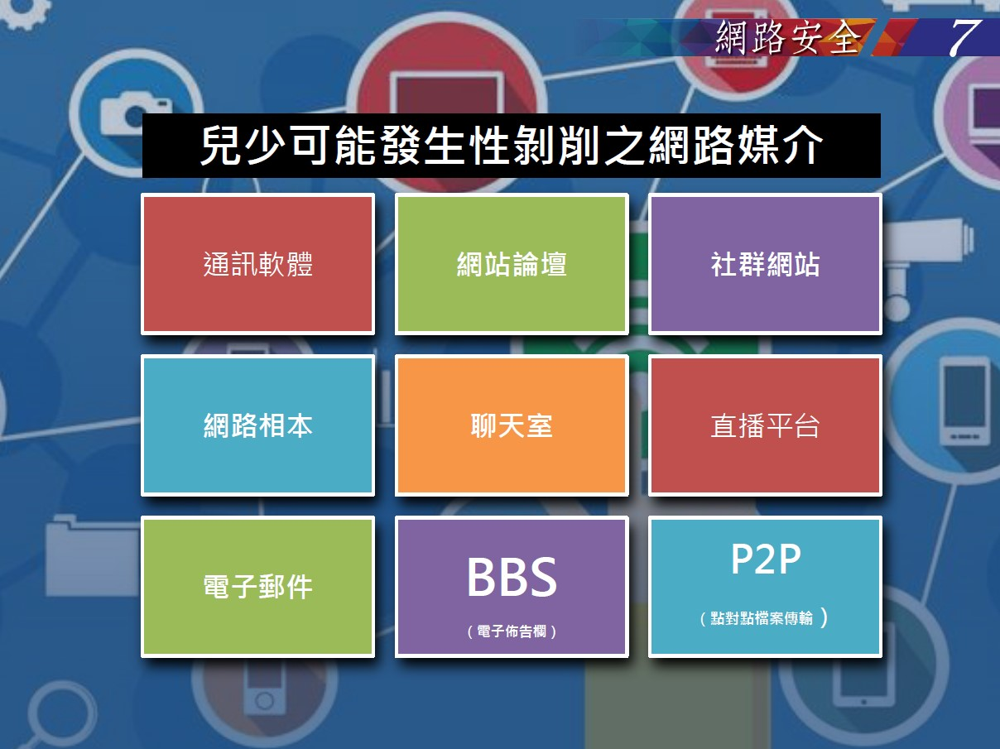 網路安全 7
兒少可能發生性剝削之網路媒介
通訊軟體
網站論壇
社群網站
網路相本
聊天室
直播平台
電子郵件
BBS
（電子佈告欄）
P2P
（點對點檔案傳輸）